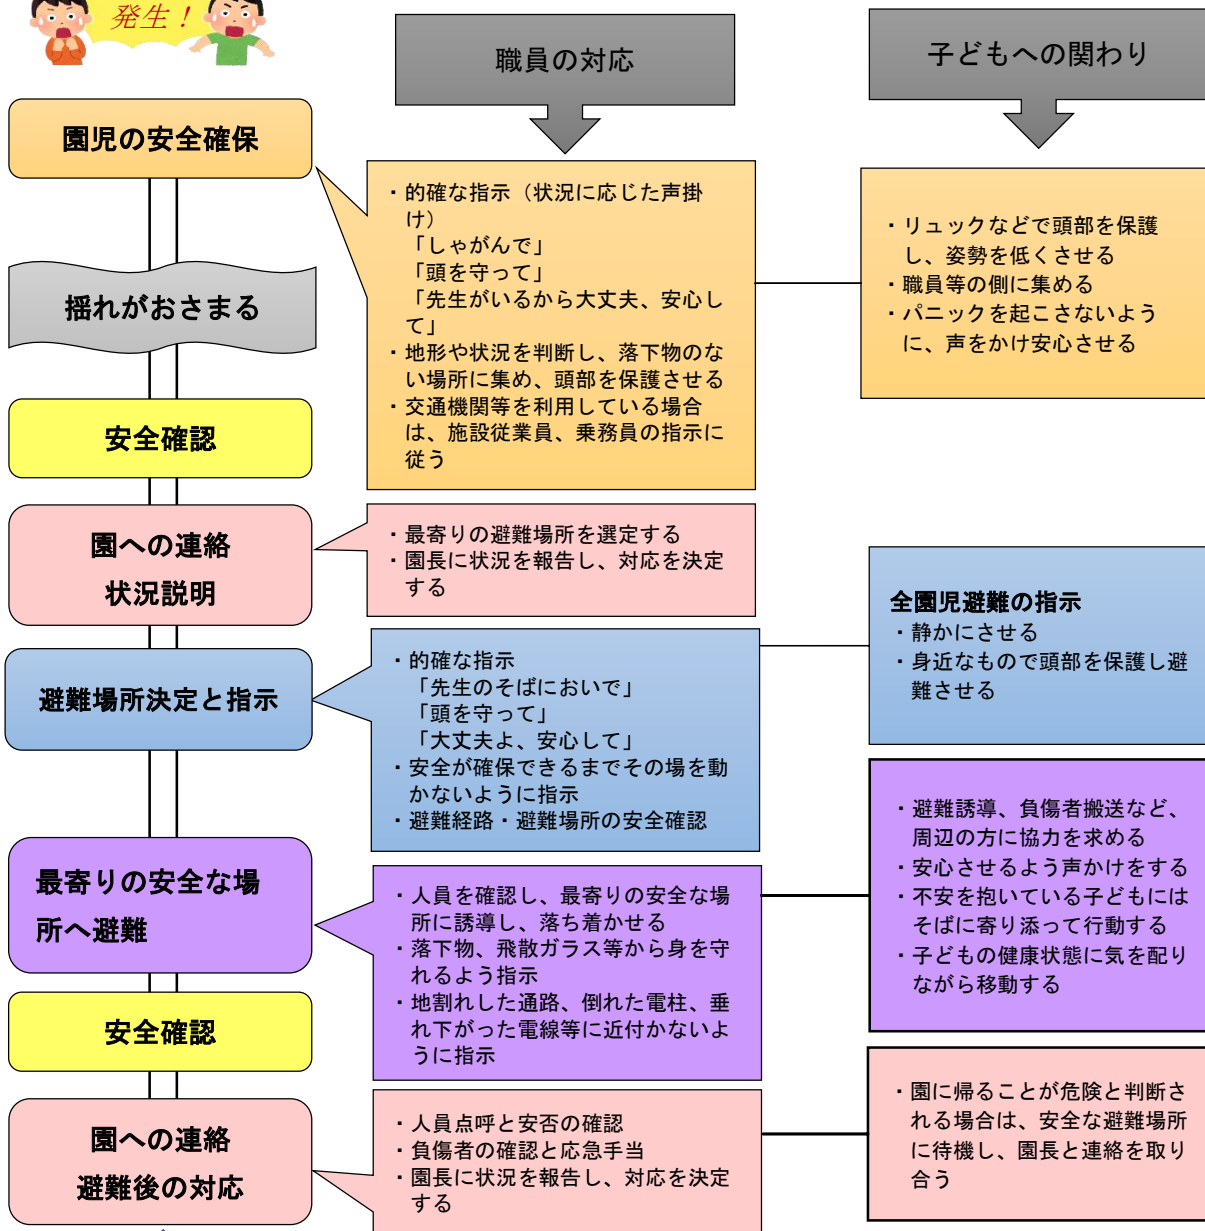 発生！
職員の対応
子どもへの関わり
園児の安全確保
・的確な指示（状況に応じた声掛
け）
「しゃがんで」
「頭を守って」
「先生がいるから大丈夫、安心し
て」
・地形や状況を判断し、落下物のな
い場所に集め、頭部を保護させる
・交通機関等を利用している場合
は、施設従業員、乗務員の指示に
従う
・リュックなどで頭部を保護
し、姿勢を低くさせる
・職員等の側に集める
・パニックを起こさないよう
に、声をかけ安心させる
揺れがおさまる
安全確認
園への連絡
状況説明
・最寄りの避難場所を選定する
・園長に状況を報告し、対応を決定
する
避難場所決定と指示
・的確な指示
「先生のそばにおいで」
「頭を守って」
「大丈夫よ、安心して」
・安全が確保できるまでその場を動
かないように指示
・避難経路・避難場所の安全確認
全園児避難の指示
・静かにさせる
・身近なもので頭部を保護し避
難させる
最寄りの安全な場
所へ避難
・人員を確認し、最寄りの安全な場
所に誘導し、落ち着かせる
・落下物、飛散ガラス等から身を守
れるよう指示
・地割れした通路、倒れた電柱、垂
れ下がった電線等に近付かないよ
うに指示
・避難誘導、負傷者搬送など、
周辺の方に協力を求める
・安心させるよう声かけをする
・不安を抱いている子どもには
そばに寄り添って行動する
・子どもの健康状態に気を配り
ながら移動する
安全確認
園への連絡
避難後の対応
・人員点呼と安否の確認
・負傷者の確認と応急手当
・園長に状況を報告し、対応を決定
する
・園に帰ることが危険と判断さ
れる場合は、安全な避難場所
に待機し、園長と連絡を取り
合う